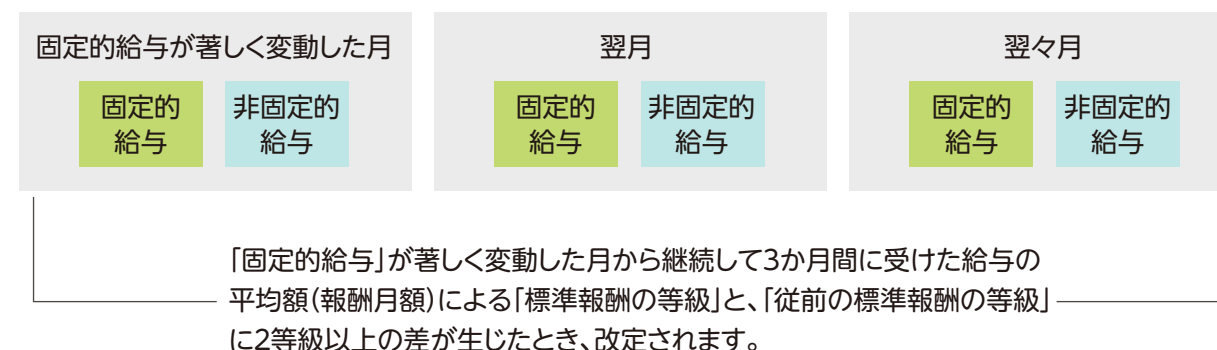 固定的給与が著しく変動した月
固定的
給与
非固定的
給与
翌月
固定的
給与
非固定的
給与
翌々月
固定的
給与
非固定的
給与
「固定的給与」が著しく変動した月から継続して3か月間に受けた給与の
平均額(報酬月額)による「標準報酬の等級」と、「従前の標準報酬の等級」
に2等級以上の差が生じたとき、改定されます。